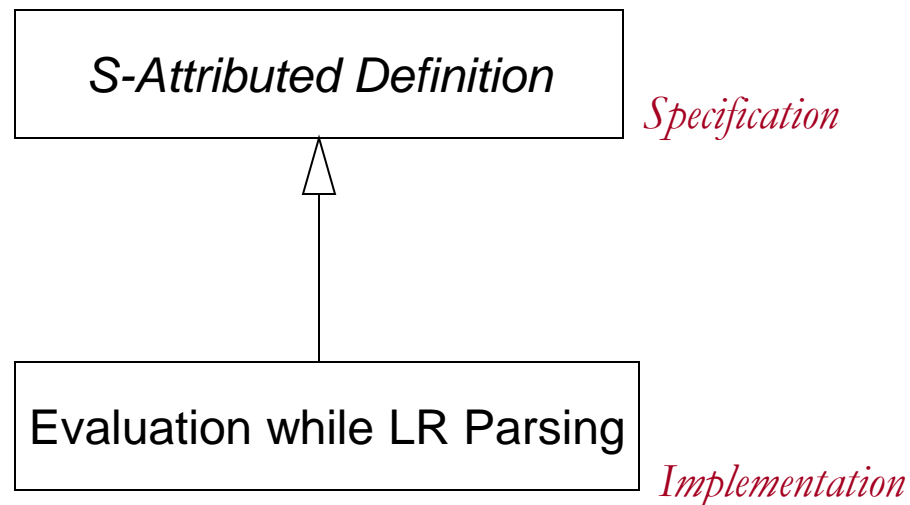 S-Attributed Definition
Specification
Evaluation while LR Parsing
Implementation